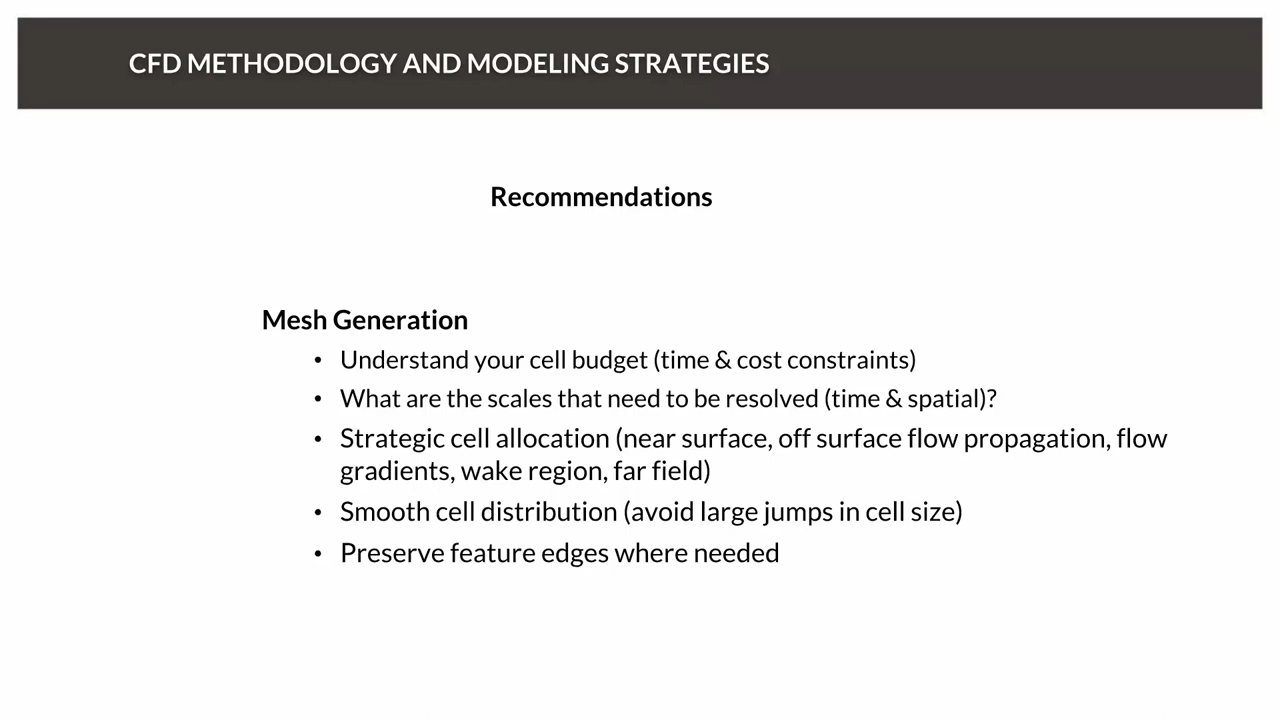 CFD METHODOLOGY AND MODELING STRATEGIES
Recommendations
Mesh Generation
• Understand your cell budget (time & cost constraints)
• What are the scales that need to be resolved (time & spatial)?
• Strategic cell allocation (near surface, off surface flow propagation, flow
gradients, wake region, far field)
• Smooth cell distribution (avoid large jumps in cell size)
• Preserve feature edges where needed